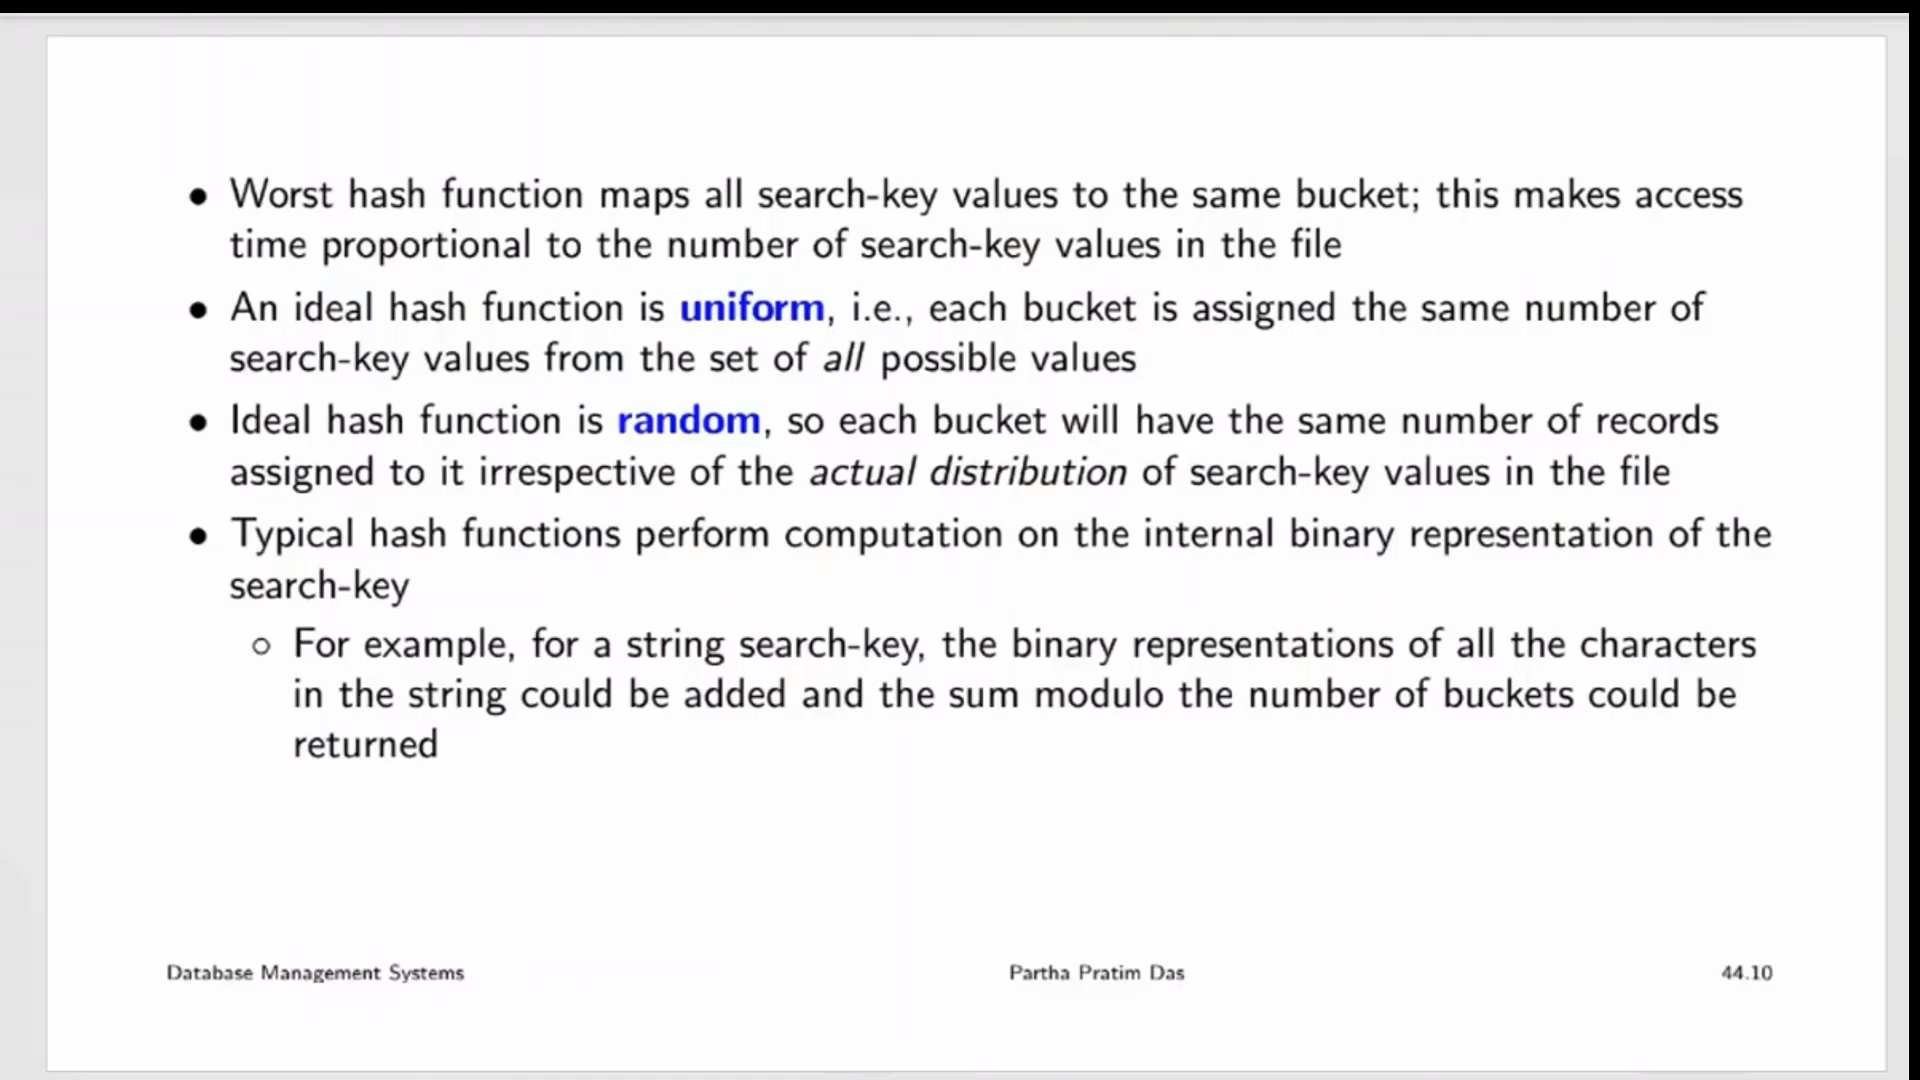 ● Worst hash function maps all search-key values to the same bucket; this makes access
time proportional to the number of search-key values in the file
● An ideal hash function is uniform, i.e., each bucket is assigned the same number of
search-key values from the set of all possible values
● Ideal hash function is random, so each bucket will have the same number of records
assigned to it irrespective of the actual distribution of search-key values in the file
● Typical hash functions perform computation on the internal binary representation of the
search-key
○ For example, for a string search-key, the binary representations of all the characters
in the string could be added and the sum modulo the number of buckets could be
returned
Database Management Systems Partha Pratim Das 44.10